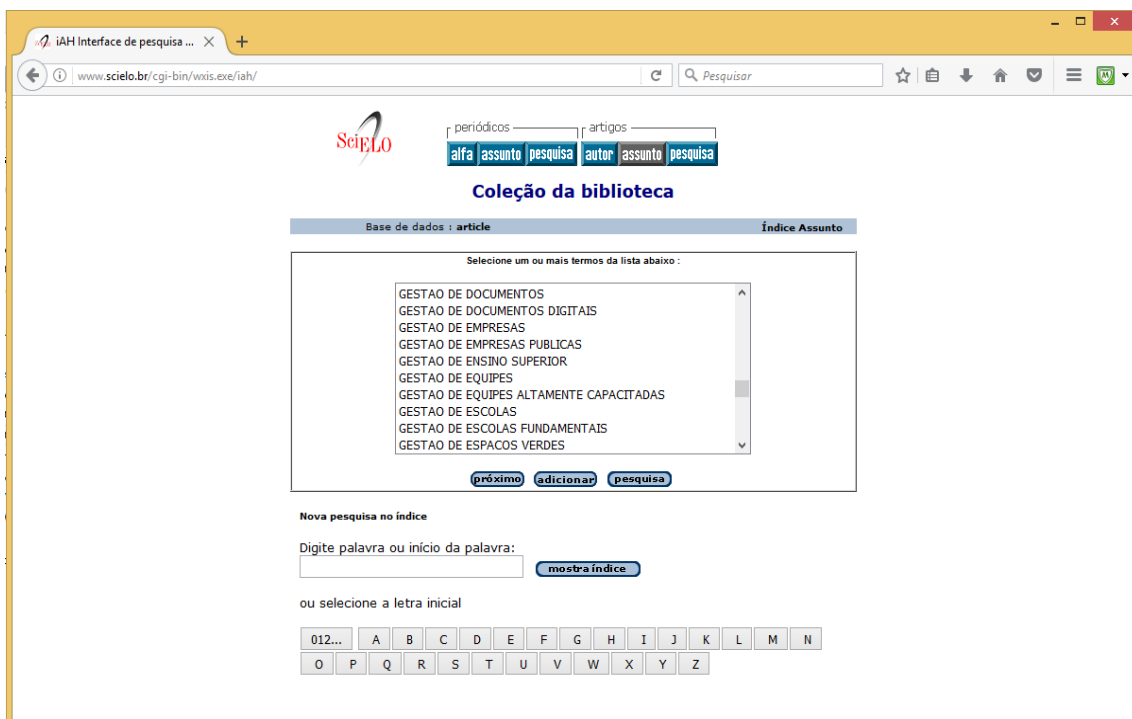 iAH Interface de pesquisa ...
www.scielo.br/cgi-bin/wxis.exe/iah/
Pesquisar
SciELO
periódicos
artigos
alfa assunto pesquisa autor assunto pesquisa
Coleção da biblioteca
Base de dados : article
Índice Assunto
Selecione um ou mais termos da lista abaixo :
GESTAO DE DOCUMENTOS
GESTAO DE DOCUMENTOS DIGITAIS
GESTAO DE EMPRESAS
GESTAO DE EMPRESAS PUBLICAS
GESTAO DE ENSINO SUPERIOR
GESTAO DE EQUIPES
GESTAO DE EQUIPES ALTAMENTE CAPACITADAS
GESTAO DE ESCOLAS
GESTAO DE ESCOLAS FUNDAMENTAIS
GESTAO DE ESPACOS VERDES
próximo adicionar pesquisa
Nova pesquisa no índice
Digite palavra ou início da palavra:
mostra índice
ou selecione a letra inicial
012... A B C D E F G H I J K L M N
O P Q R S T U V W X Y Z